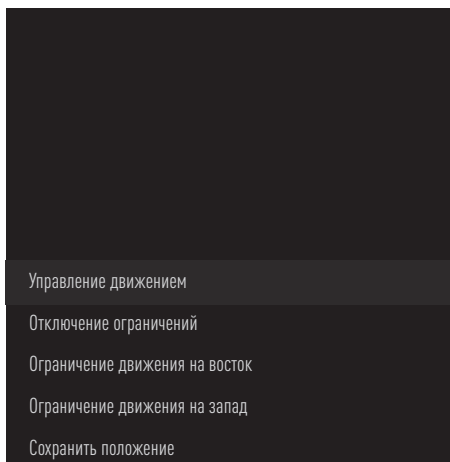 Управление движением
Отключение ограничений
Ограничение движения на восток
Ограничение движения на запад
Сохранить положение